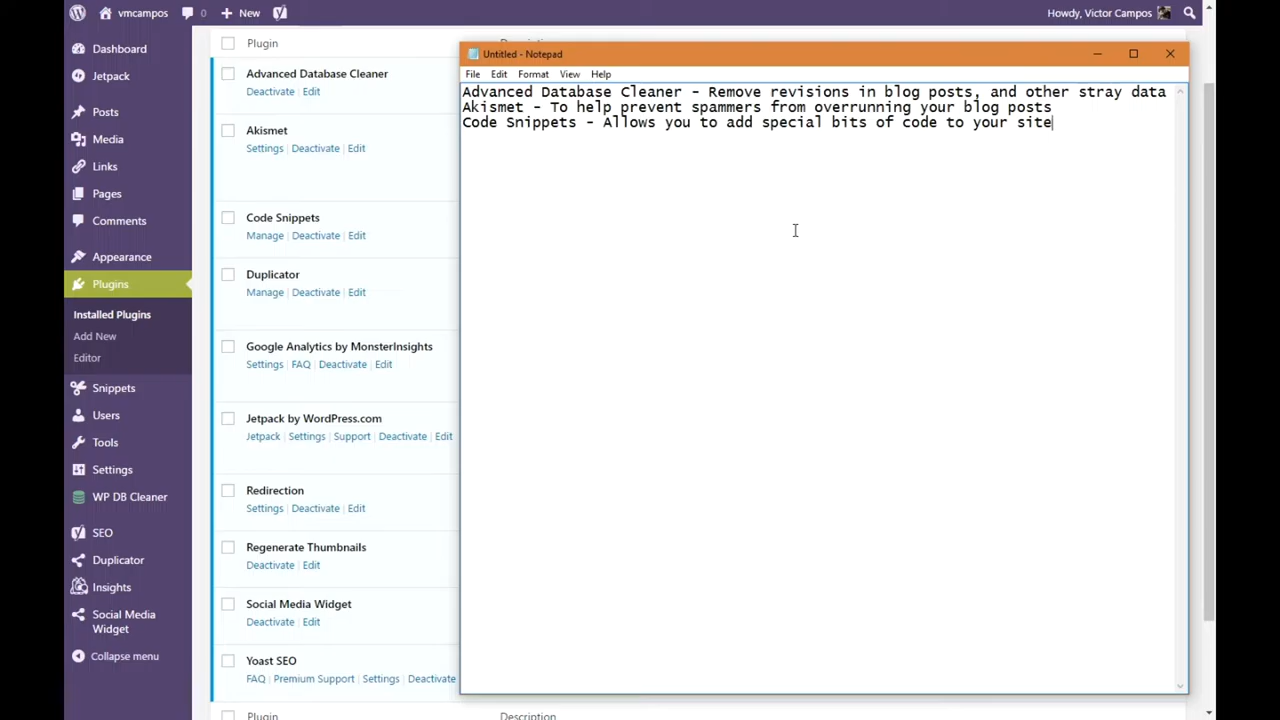 vmcampos
0
New
Howdy, Victor Campos
Dashboard
Jetpack
Posts
Media
Links
Pages
Comments
Appearance
Plugins
Installed Plugins
Add New
Editor
Snippets
Users
Tools
Settings
WP DB Cleaner
SEO
Duplicator
Insights
Social Media
Widget
Collapse menu
Plugin
Advanced Database Cleaner
Deactivate | Edit
Akismet
Settings | Deactivate | Edit
Code Snippets
Manage | Deactivate | Edit
Duplicator
Manage | Deactivate | Edit
Google Analytics by MonsterInsights
Settings | FAQ | Deactivate | Edit
Jetpack by WordPress.com
Jetpack | Settings | Support | Deactivate | Edit
Redirection
Settings | Deactivate | Edit
Regenerate Thumbnails
Deactivate | Edit
Social Media Widget
Deactivate | Edit
Yoast SEO
FAQ | Premium Support | Settings | Deactivate
Plugin
Description
Untitled - Notepad
File Edit Format View Help
Advanced Database Cleaner - Remove revisions in blog posts, and other stray data
Akismet - To help prevent spammers from overrunning your blog posts
Code Snippets - Allows you to add special bits of code to your site